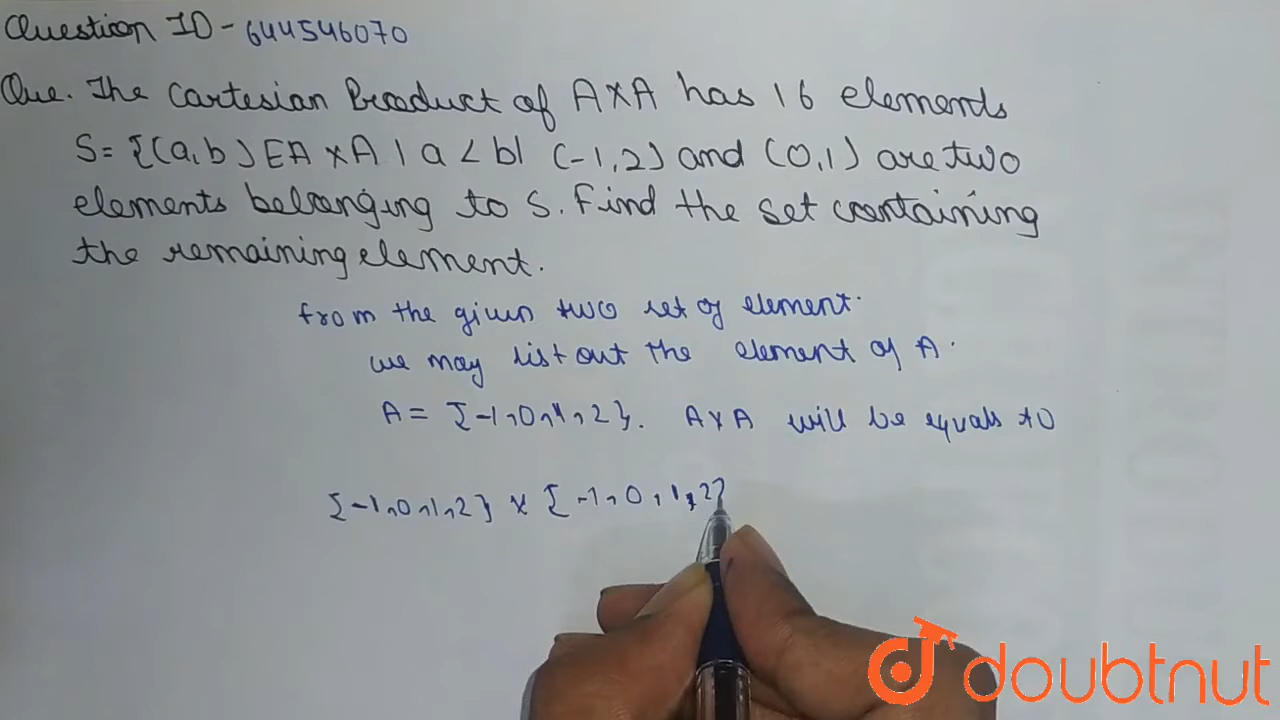 Question ID - 644546070
Que. The Cartesian Product of A×A has 16 elements
S= {(a,b)EA×A | a<b| (-1,2) and (0,1) are two
elements belonging to S. Find the set containing
the remaining element.
from the given two set of element.
we may list out the element of A.
A= {-1,0,1,2}. A×A will be equals to
{-1,0,1,2} × {-1,0,1,2}
doubtnut